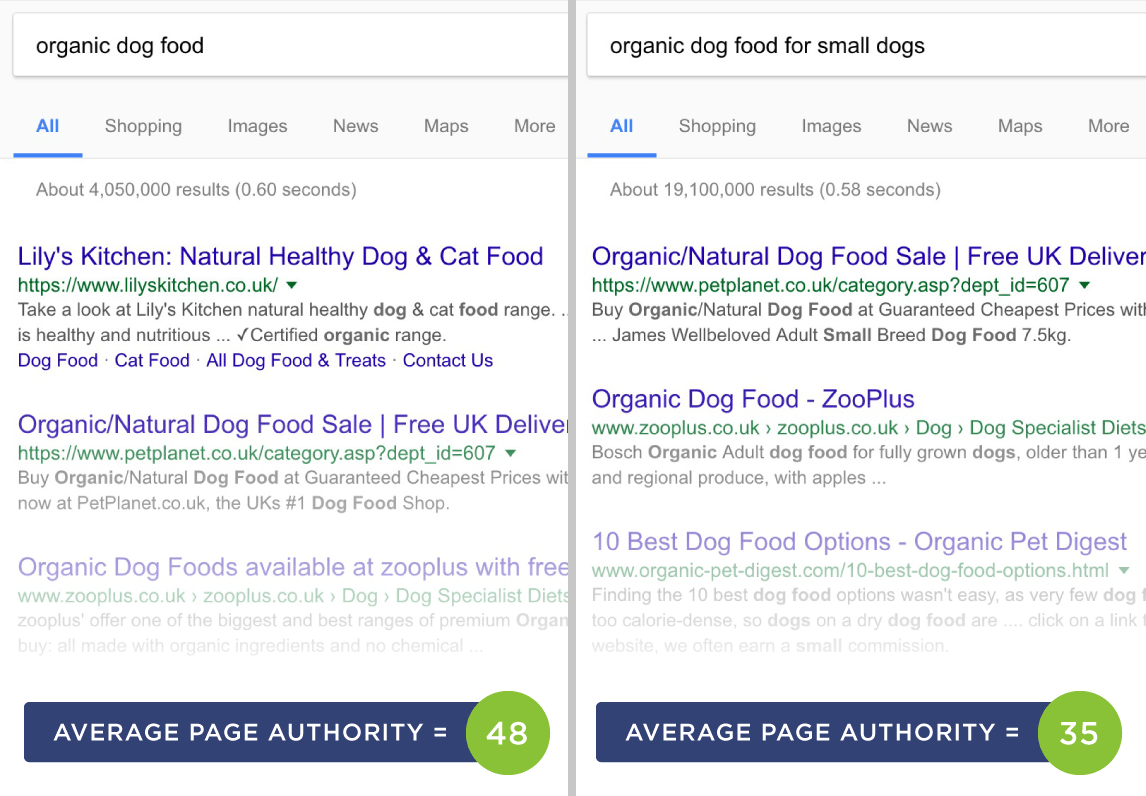 organic dog food
All Shopping Images News Maps More
About 4,050,000 results (0.60 seconds)
Lily's Kitchen: Natural Healthy Dog & Cat Food
https://www.lilyskitchen.co.uk/
Take a look at Lily's Kitchen natural healthy dog & cat food range. ..
is healthy and nutritious ... ✓Certified organic range.
Dog Food · Cat Food · All Dog Food & Treats · Contact Us
Organic/Natural Dog Food Sale | Free UK Deliver
https://www.petplanet.co.uk/category.asp?dept_id=607
Buy Organic/Natural Dog Food at Guaranteed Cheapest Prices wit
now at PetPlanet.co.uk, the UKs #1 Dog Food Shop.
Organic Dog Foods available at zooplus with free
www.zooplus.co.uk › zooplus.co.uk › Dog › Dog Specialist Diets
zooplus' offer one of the biggest and best ranges of premium Organ
buy: all made with organic ingredients and no chemical ...
AVERAGE PAGE AUTHORITY = 48
organic dog food for small dogs
All Shopping Images News Maps More
About 19,100,000 results (0.58 seconds)
Organic/Natural Dog Food Sale | Free UK Deliver
https://www.petplanet.co.uk/category.asp?dept_id=607
Buy Organic/Natural Dog Food at Guaranteed Cheapest Prices with
... James Wellbeloved Adult Small Breed Dog Food 7.5kg.
Organic Dog Food - ZooPlus
www.zooplus.co.uk › zooplus.co.uk › Dog › Dog Specialist Diets
Bosch Organic Adult dog food for fully grown dogs, older than 1 ye
and regional produce, with apples ...
10 Best Dog Food Options - Organic Pet Digest
www.organic-pet-digest.com/10-best-dog-food-options.html
Finding the 10 best dog food options wasn't easy, as very few dog f
too calorie-dense, so dogs on a dry dog food are .... click on a link t
website, we often earn a small commission.
AVERAGE PAGE AUTHORITY = 35